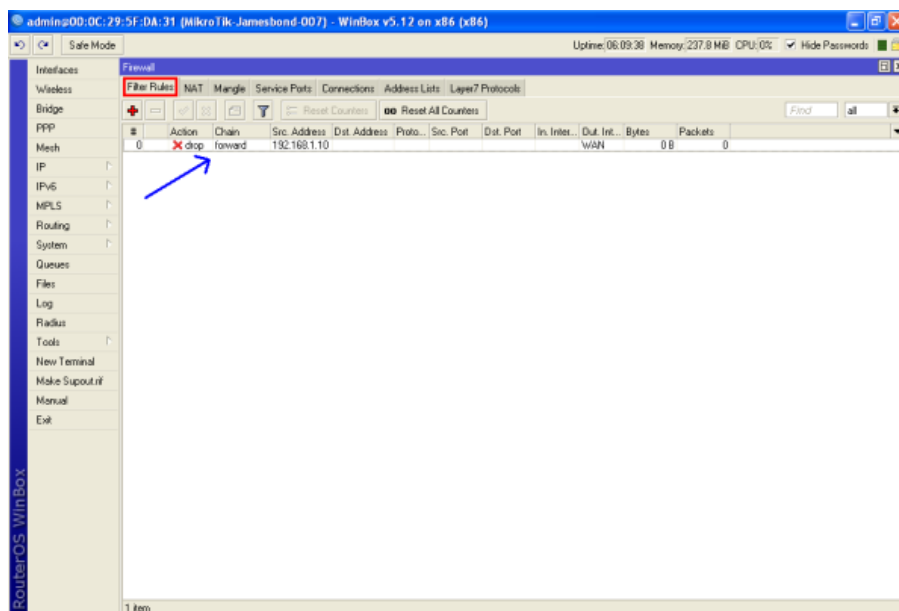 admin@00:0C:29:5F:DA:31 (MikroTik-Jamesbond-007) - WinBox v5.12 on x86 (x86)
Safe Mode Uptime: 06:09:38 Memory: 237.8 MiB CPU: 0% Hide Passwords
Interfaces
Wireless
Bridge
PPP
Mesh
IP
IPv6
MPLS
Routing
System
Queues
Files
Log
Radius
Tools
New Terminal
Make Supout.rif
Manual
Exit
RouterOS WinBox
Firewall
Filter Rules NAT Mangle Service Ports Connections Address Lists Layer7 Protocols
Reset Counters 00 Reset All Counters Find all
# Action Chain Src. Address Dst. Address Proto... Src. Port Dst. Port In. Inter... Out. Int... Bytes Packets
0 drop forward 192.168.1.10 WAN 0 B 0
1 item